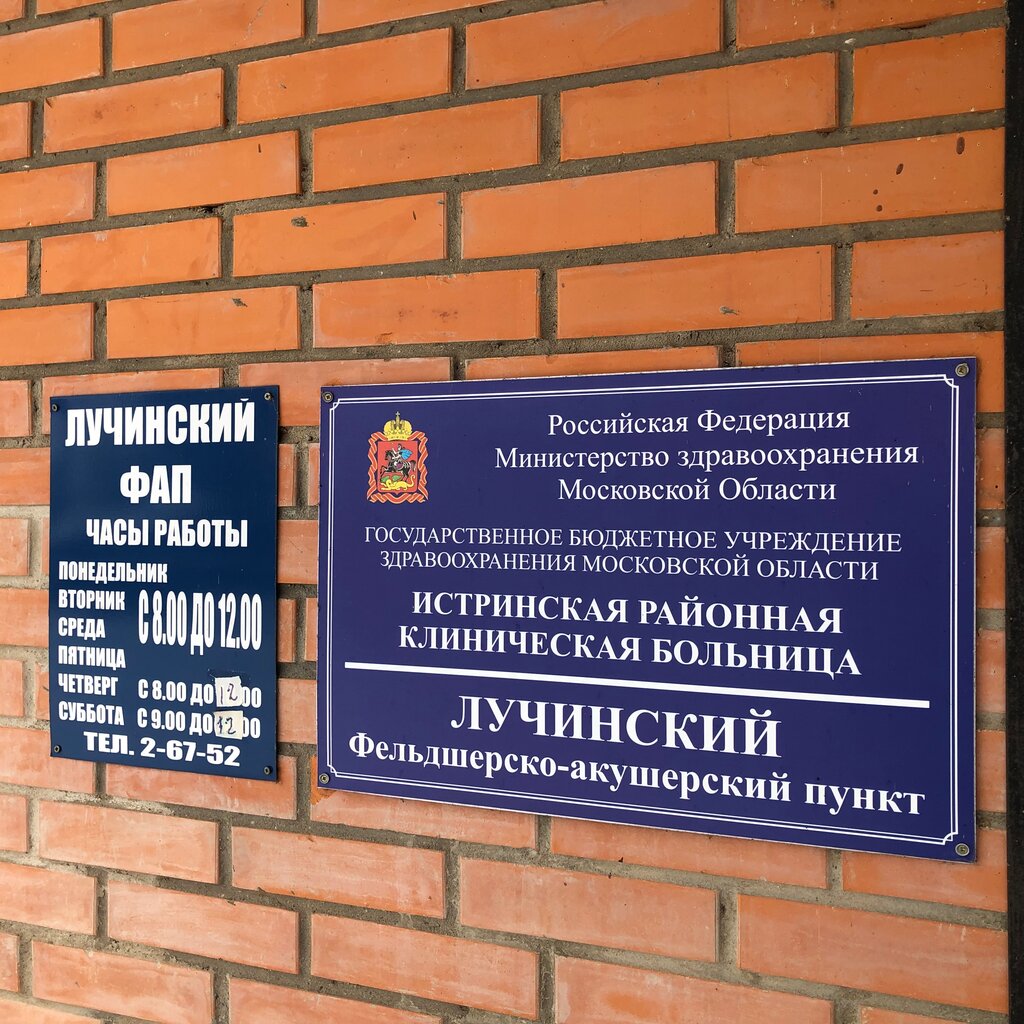 ЛУЧИНСКИЙ
ФАП
ЧАСЫ РАБОТЫ
ПОНЕДЕЛЬНИК
ВТОРНИК
СРЕДА
ПЯТНИЦА
С 8.00 ДО 12.00
ЧЕТВЕРГ С 8.00 ДО 12.00
СУББОТА С 9.00 ДО 12.00
ТЕЛ. 2-67-52
Российская Федерация
Министерство здравоохранения
Московской Области
ГОСУДАРСТВЕННОЕ БЮДЖЕТНОЕ УЧРЕЖДЕНИЕ
ЗДРАВООХРАНЕНИЯ МОСКОВСКОЙ ОБЛАСТИ
ИСТРИНСКАЯ РАЙОННАЯ
КЛИНИЧЕСКАЯ БОЛЬНИЦА
ЛУЧИНСКИЙ
Фельдшерско-акушерский пункт